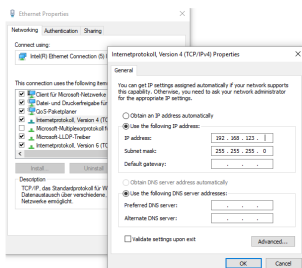 Ethernet Properties
Networking Authentication Sharing
Connect using:
Intel(R) Ethernet Connection (5) I
This connection uses the following items
Client für Microsoft-Netzwerke
Datei- und Druckerfreigabe für
QoS-Paketplaner
Internetprotokoll, Version 4 (TC
Microsoft-Multiplexorprotokoll f
Microsoft-LLDP-Treiber
Internetprotokoll, Version 6 (TC
Install...
Uninstall
Description
TCP/IP, das Standardprotokoll für W
Datenaustausch über verschiedene
Netzwerke ermöglicht.
Internetprotokoll, Version 4 (TCP/IPv4) Properties
General
You can get IP settings assigned automatically if your network supports
this capability. Otherwise, you need to ask your network administrator
for the appropriate IP settings.
Obtain an IP address automatically
Use the following IP address:
IP address: 192 . 168 . 123 .
Subnet mask: 255 . 255 . 255 . 0
Default gateway: . . .
Obtain DNS server address automatically
Use the following DNS server addresses:
Preferred DNS server: . . .
Alternate DNS server: . . .
Validate settings upon exit
Advanced...
OK Cancel